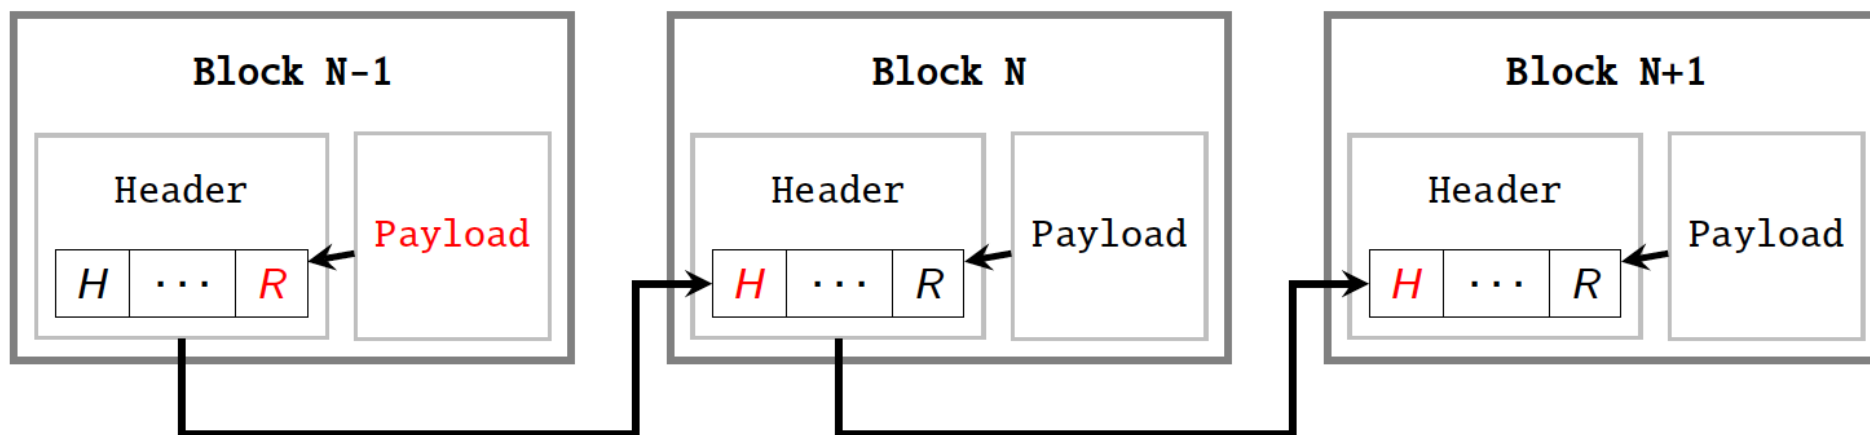 Block N-1
Header
Payload
H ... R
Block N
Header
Payload
H ... R
Block N+1
Header
Payload
H ... R